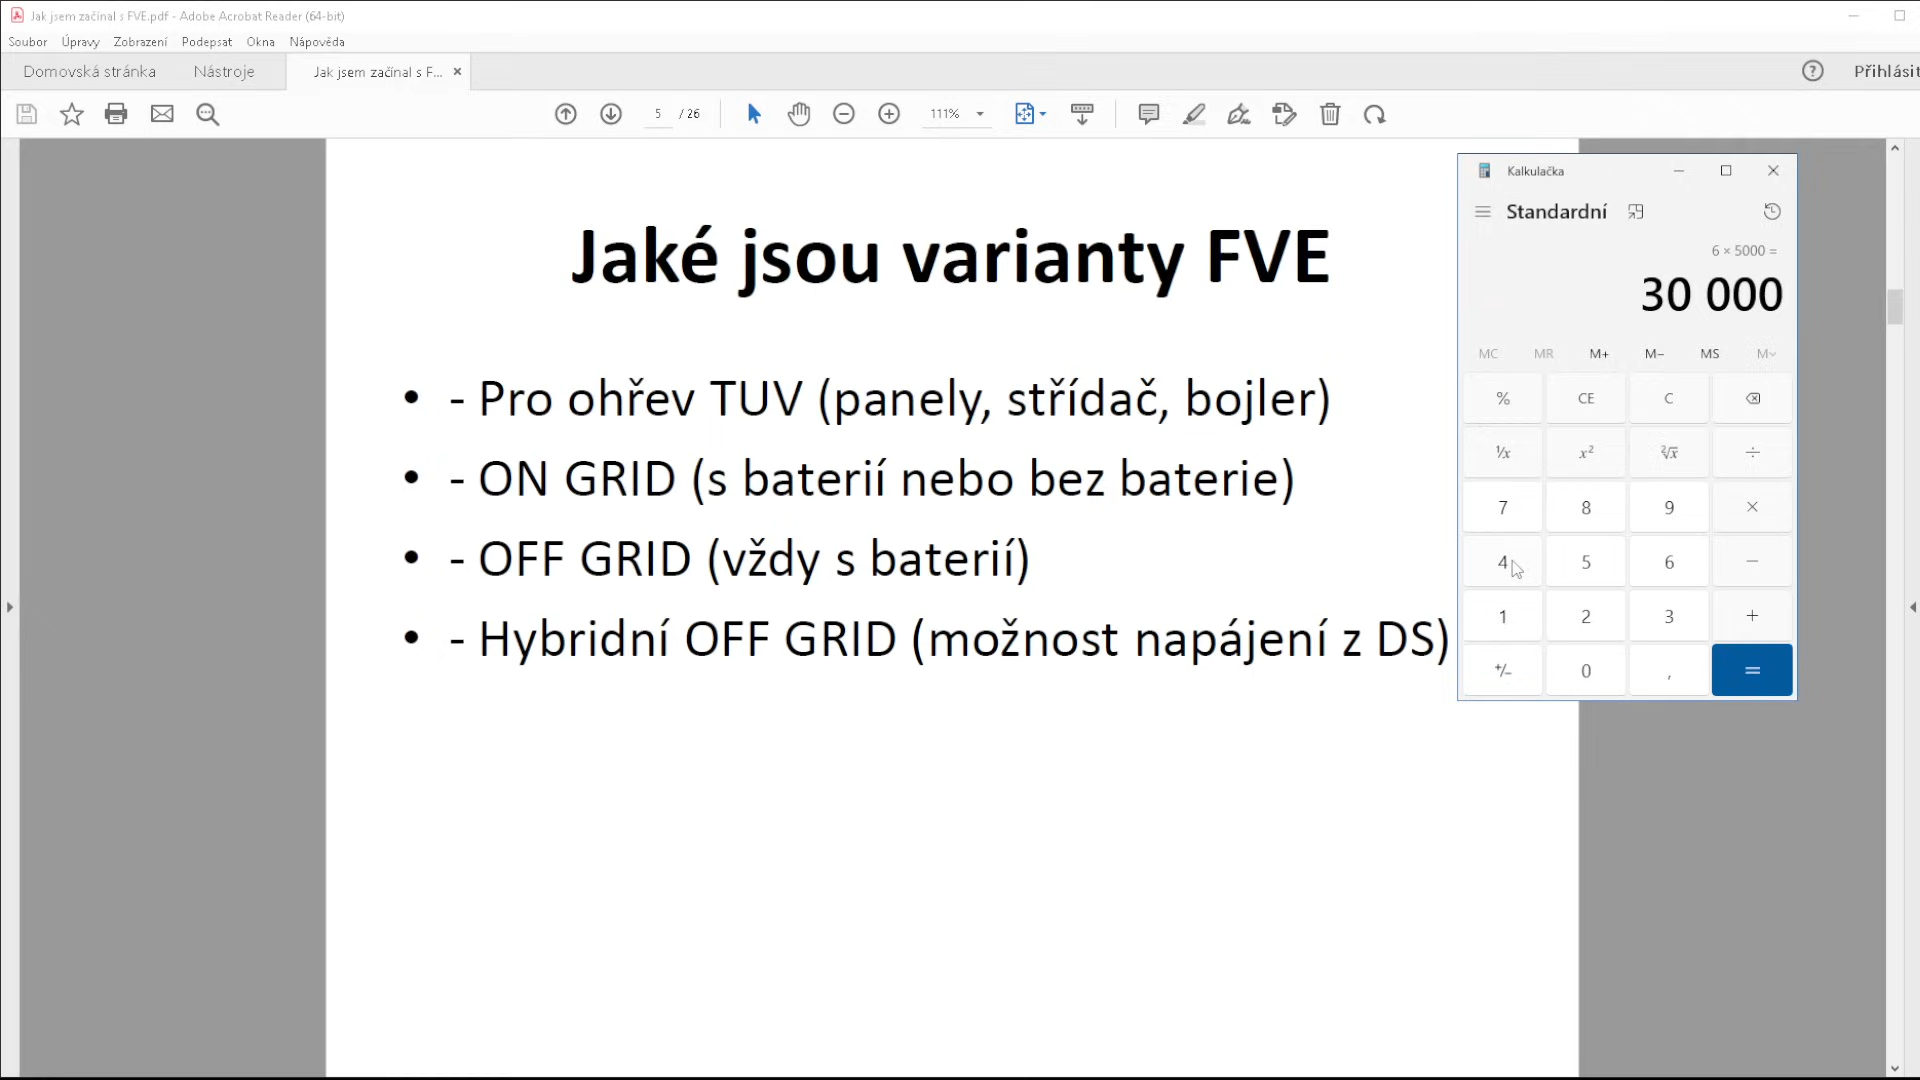 Jak jsem začínal s FVE.pdf - Adobe Acrobat Reader (64-bit)
Soubor Úpravy Zobrazení Podepsat Okna Nápověda
Domovská stránka Nástroje Jak jsem začínal s F... × Přihlásit
5 / 26 111%
Jaké jsou varianty FVE
• - Pro ohřev TUV (panely, střídač, bojler)
• - ON GRID (s baterií nebo bez baterie)
• - OFF GRID (vždy s baterií)
• - Hybridní OFF GRID (možnost napájení z DS)
Kalkulačka
Standardní
6 × 5000 =
30 000
MC MR M+ M− MS M˅
% CE C
¹/x x² ²√x ÷
7 8 9 ×
4 5 6 −
1 2 3 +
+/− 0 , =